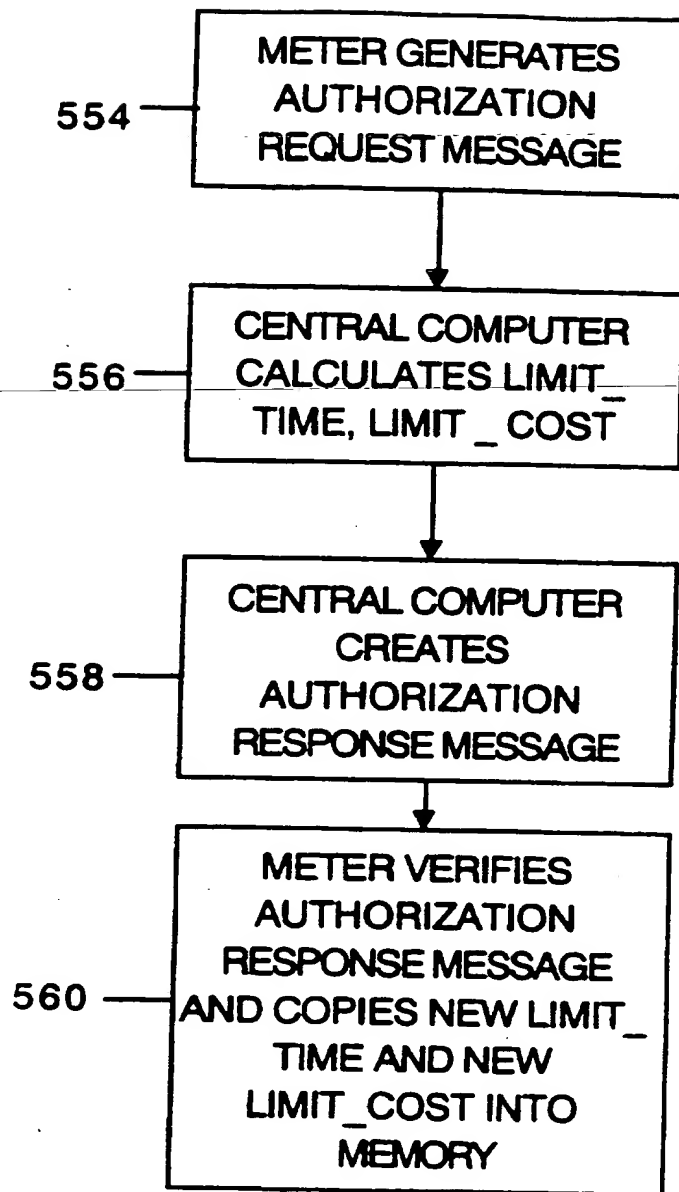 METER GENERATES
AUTHORIZATION
REQUEST MESSAGE
554
CENTRAL COMPUTER
CALCULATES LIMIT_
TIME, LIMIT _ COST
556
CENTRAL COMPUTER
CREATES
AUTHORIZATION
RESPONSE MESSAGE
558
METER VERIFIES
AUTHORIZATION
RESPONSE MESSAGE
AND COPIES NEW LIMIT_
TIME AND NEW
LIMIT_COST INTO
MEMORY
560